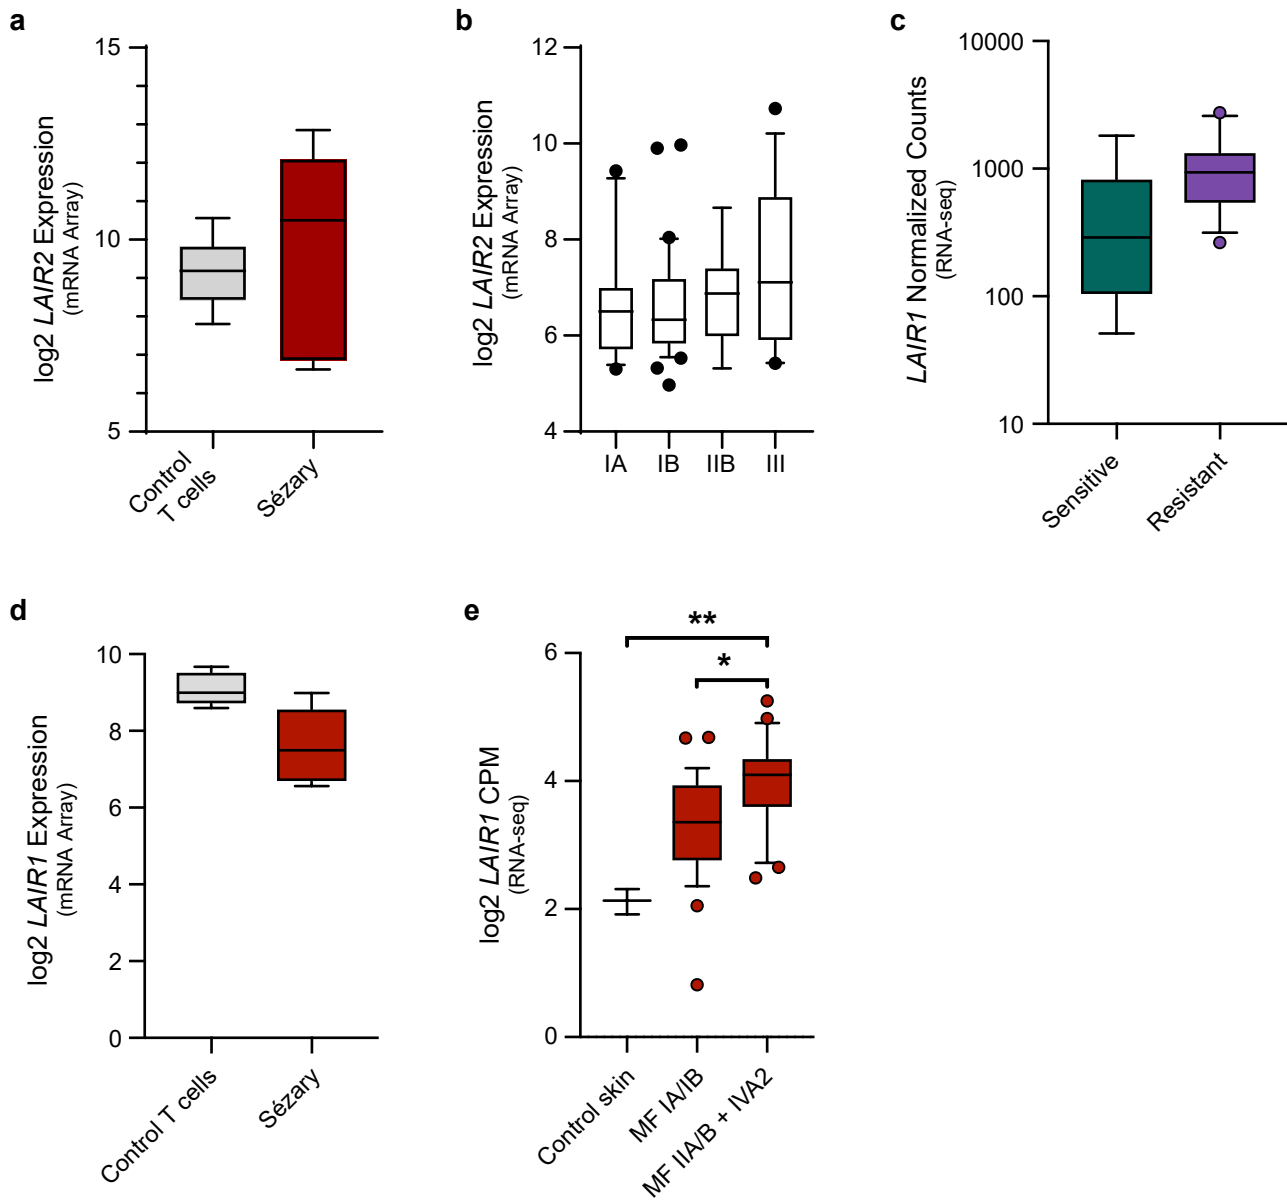 a
log2 LAIR2 Expression
(mRNA Array)
15
10
5
Control
T cells
Sézary
b
log2 LAIR2 Expression
(mRNA Array)
12
10
8
6
4
IA
IB
IIB
III
c
LAIR1 Normalized Counts
(RNA-seq)
10000
1000
100
10
Sensitive
Resistant
d
log2 LAIR1 Expression
(mRNA Array)
10
8
6
4
2
0
Control T cells
Sézary
e
log2 LAIR1 CPM
(RNA-seq)
6
4
2
0
**
*
Control skin
MF IA/IB
MF IIA/B + IVA2